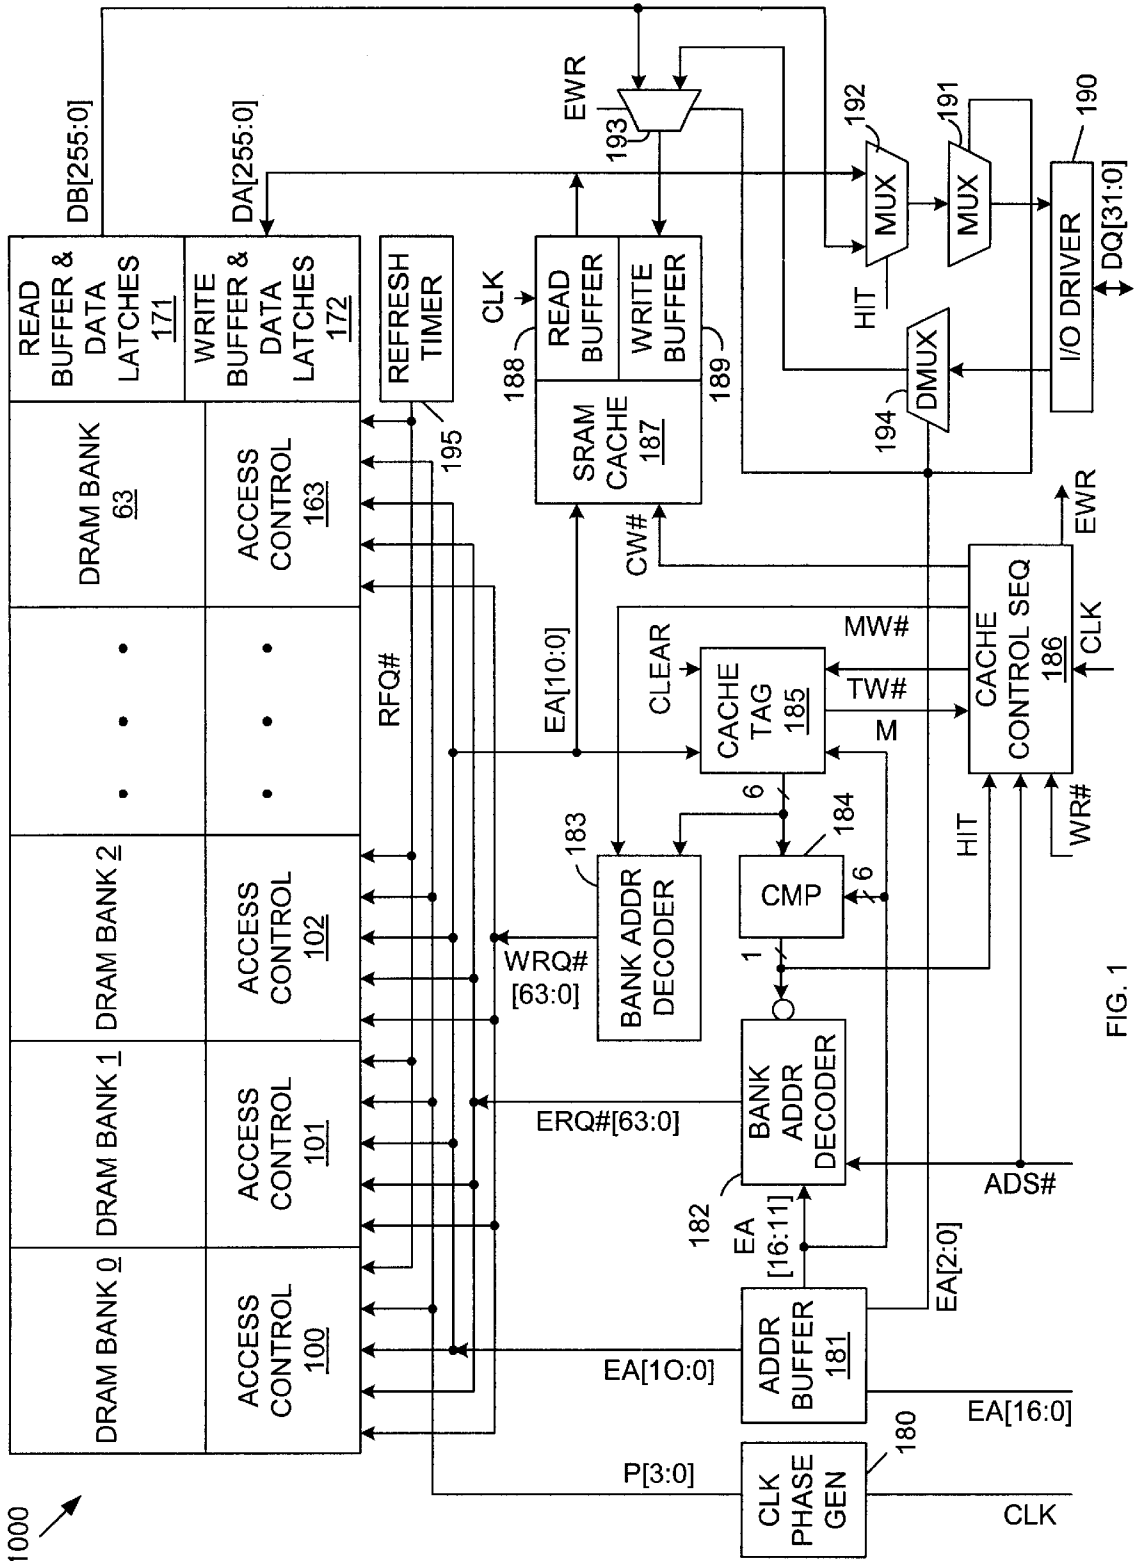 1000
DRAM BANK 0
DRAM BANK 1
DRAM BANK 2
DRAM BANK
63
READ
BUFFER &
DATA
LATCHES
171
DB[255:0]
ACCESS
CONTROL
100
ACCESS
CONTROL
101
ACCESS
CONTROL
102
ACCESS
CONTROL
163
WRITE
BUFFER &
DATA
LATCHES
172
DA[255:0]
RFQ#
REFRESH
TIMER
195
P[3:0]
EA[1O:0]
ERQ#[63:0]
WRQ#
[63:0]
EA[10:0]
CLK
188
READ
BUFFER
WRITE
BUFFER
189
SRAM
CACHE
187
EWR
193
183
BANK ADDR
DECODER
CLEAR
CW#
CACHE
TAG
185
6
184
CMP
6
1
MW#
TW#
M
CLK
PHASE
GEN
180
CLK
ADDR
BUFFER
181
EA[16:0]
EA
[16:11]
182
BANK
ADDR
DECODER
EA[2:0]
ADS#
HIT
WR#
CACHE
CONTROL SEQ
186
CLK
EWR
194
DMUX
HIT
MUX
192
MUX
191
I/O DRIVER
190
DQ[31:0]
FIG. 1